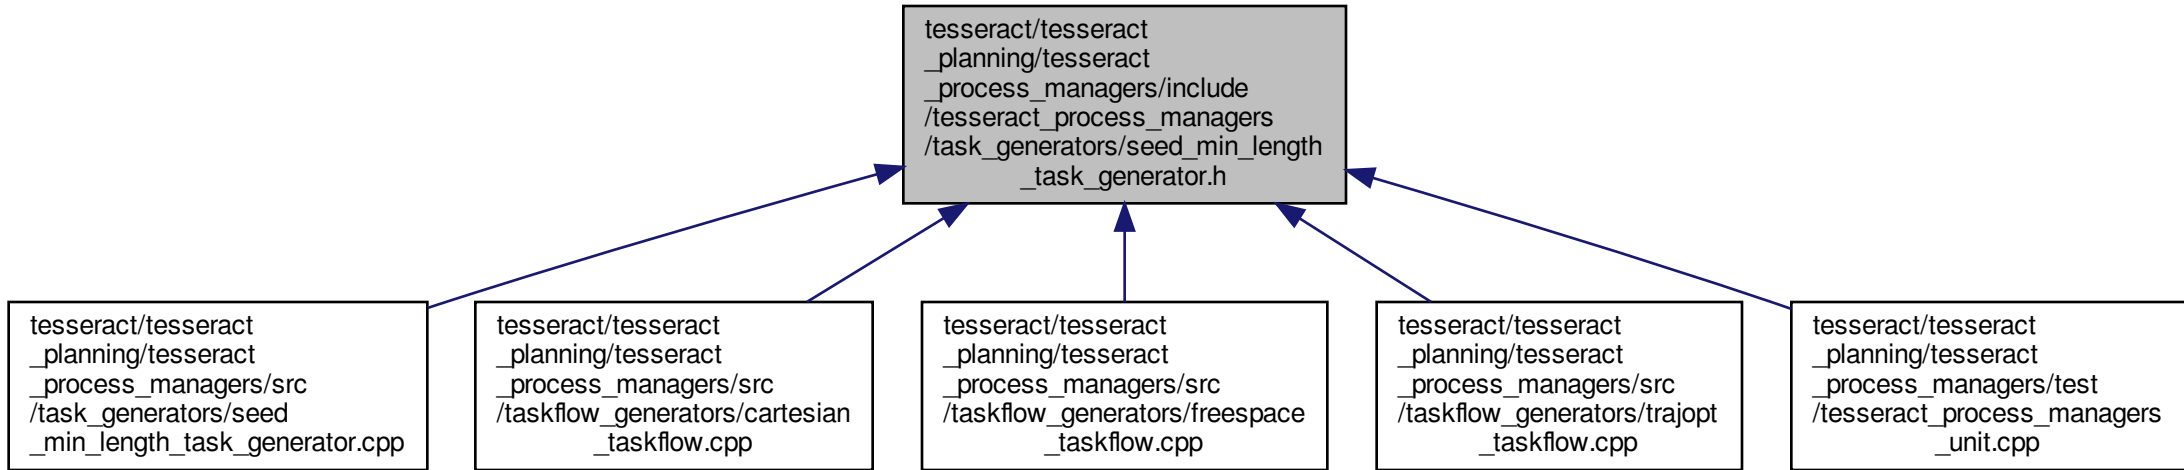 tesseract/tesseract
_planning/tesseract
_process_managers/include
/tesseract_process_managers
/task_generators/seed_min_length
_task_generator.h
tesseract/tesseract
_planning/tesseract
_process_managers/src
/task_generators/seed
_min_length_task_generator.cpp
tesseract/tesseract
_planning/tesseract
_process_managers/src
/taskflow_generators/cartesian
_taskflow.cpp
tesseract/tesseract
_planning/tesseract
_process_managers/src
/taskflow_generators/freespace
_taskflow.cpp
tesseract/tesseract
_planning/tesseract
_process_managers/src
/taskflow_generators/trajopt
_taskflow.cpp
tesseract/tesseract
_planning/tesseract
_process_managers/test
/tesseract_process_managers
_unit.cpp